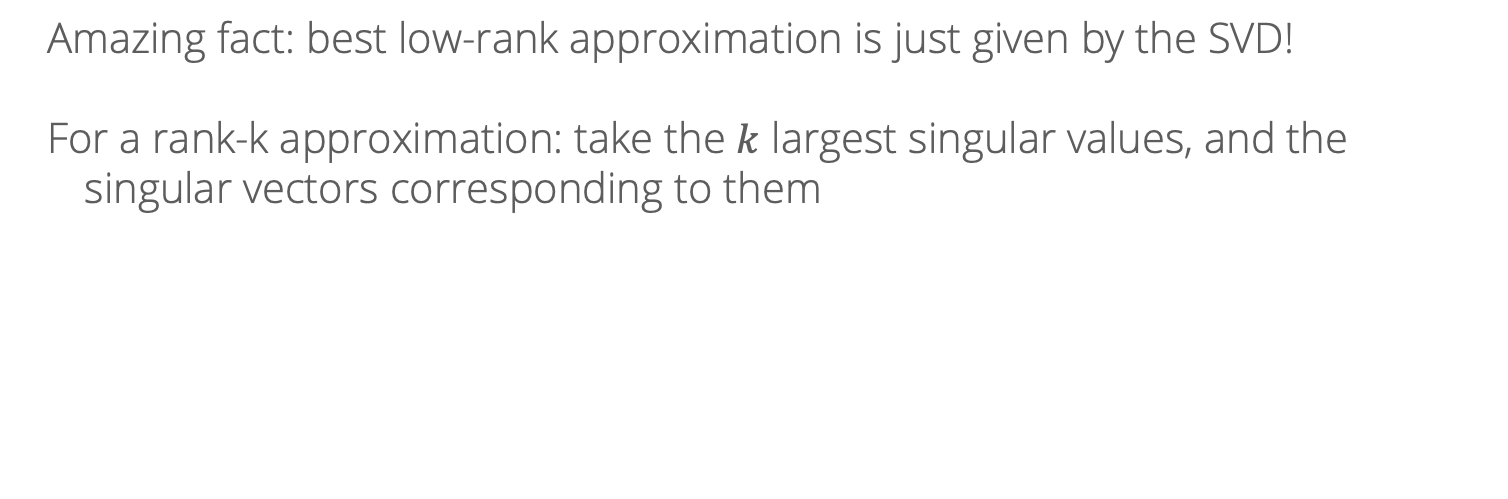 Amazing fact: best low-rank approximation is just given by the SVD!
For a rank-k approximation: take the k largest singular values, and the
singular vectors corresponding to them